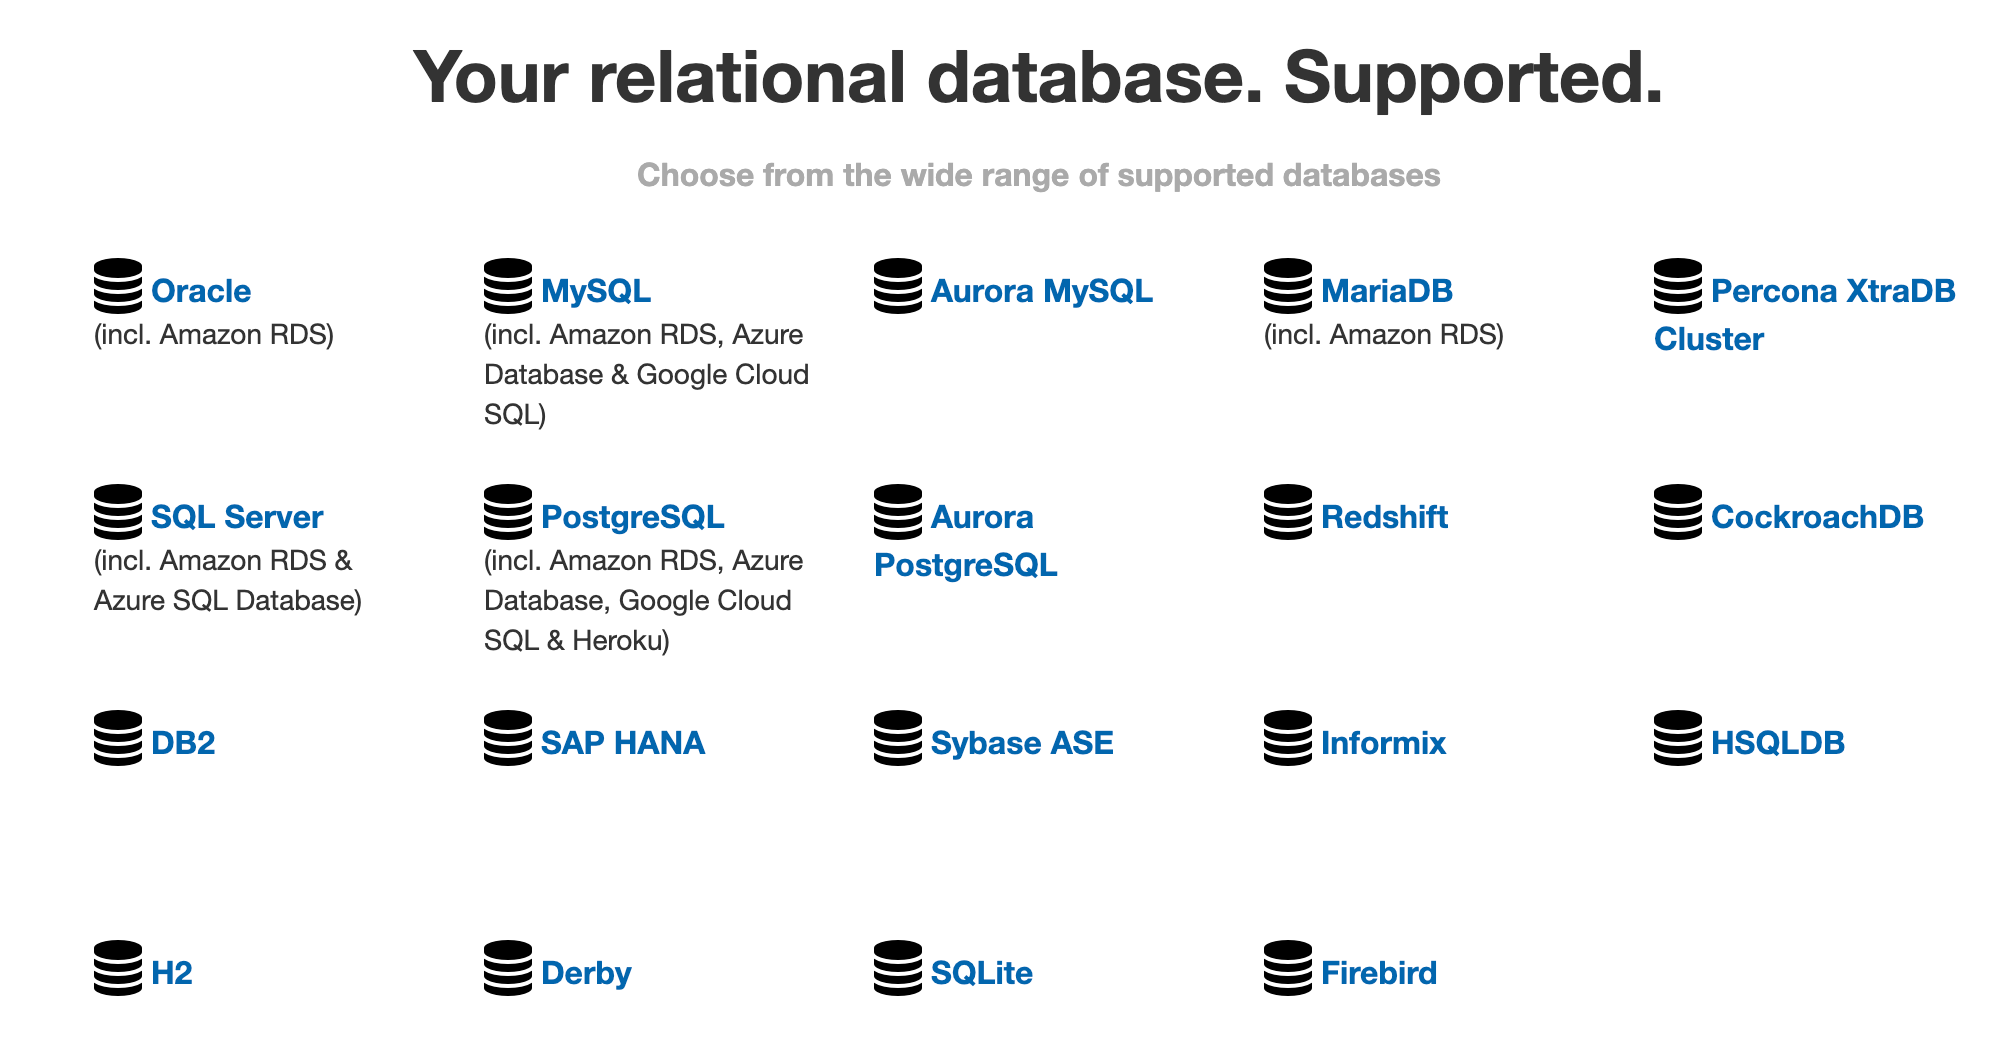 Your relational database. Supported.
Choose from the wide range of supported databases
Oracle
(incl. Amazon RDS)
MySQL
(incl. Amazon RDS, Azure
Database & Google Cloud
SQL)
Aurora MySQL
MariaDB
(incl. Amazon RDS)
Percona XtraDB
Cluster
SQL Server
(incl. Amazon RDS &
Azure SQL Database)
PostgreSQL
(incl. Amazon RDS, Azure
Database, Google Cloud
SQL & Heroku)
Aurora
PostgreSQL
Redshift
CockroachDB
DB2
SAP HANA
Sybase ASE
Informix
HSQLDB
H2
Derby
SQLite
Firebird